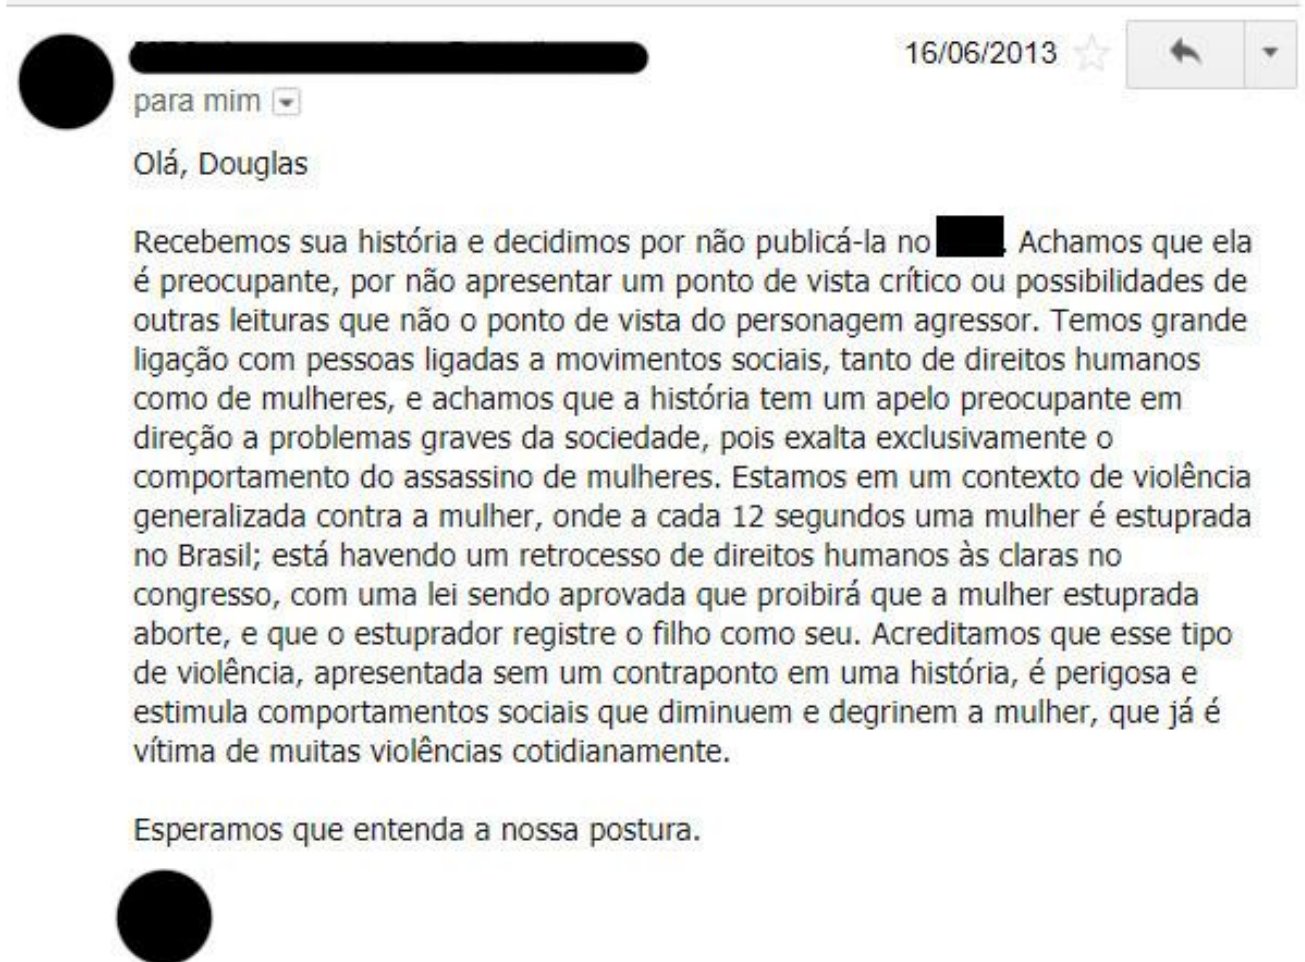 16/06/2013
para mim
Olá, Douglas
Recebemos sua história e decidimos por não publicá-la no . Achamos que ela
é preocupante, por não apresentar um ponto de vista crítico ou possibilidades de
outras leituras que não o ponto de vista do personagem agressor. Temos grande
ligação com pessoas ligadas a movimentos sociais, tanto de direitos humanos
como de mulheres, e achamos que a história tem um apelo preocupante em
direção a problemas graves da sociedade, pois exalta exclusivamente o
comportamento do assassino de mulheres. Estamos em um contexto de violência
generalizada contra a mulher, onde a cada 12 segundos uma mulher é estuprada
no Brasil; está havendo um retrocesso de direitos humanos às claras no
congresso, com uma lei sendo aprovada que proibirá que a mulher estuprada
aborte, e que o estuprador registre o filho como seu. Acreditamos que esse tipo
de violência, apresentada sem um contraponto em uma história, é perigosa e
estimula comportamentos sociais que diminuem e degrinem a mulher, que já é
vítima de muitas violências cotidianamente.
Esperamos que entenda a nossa postura.